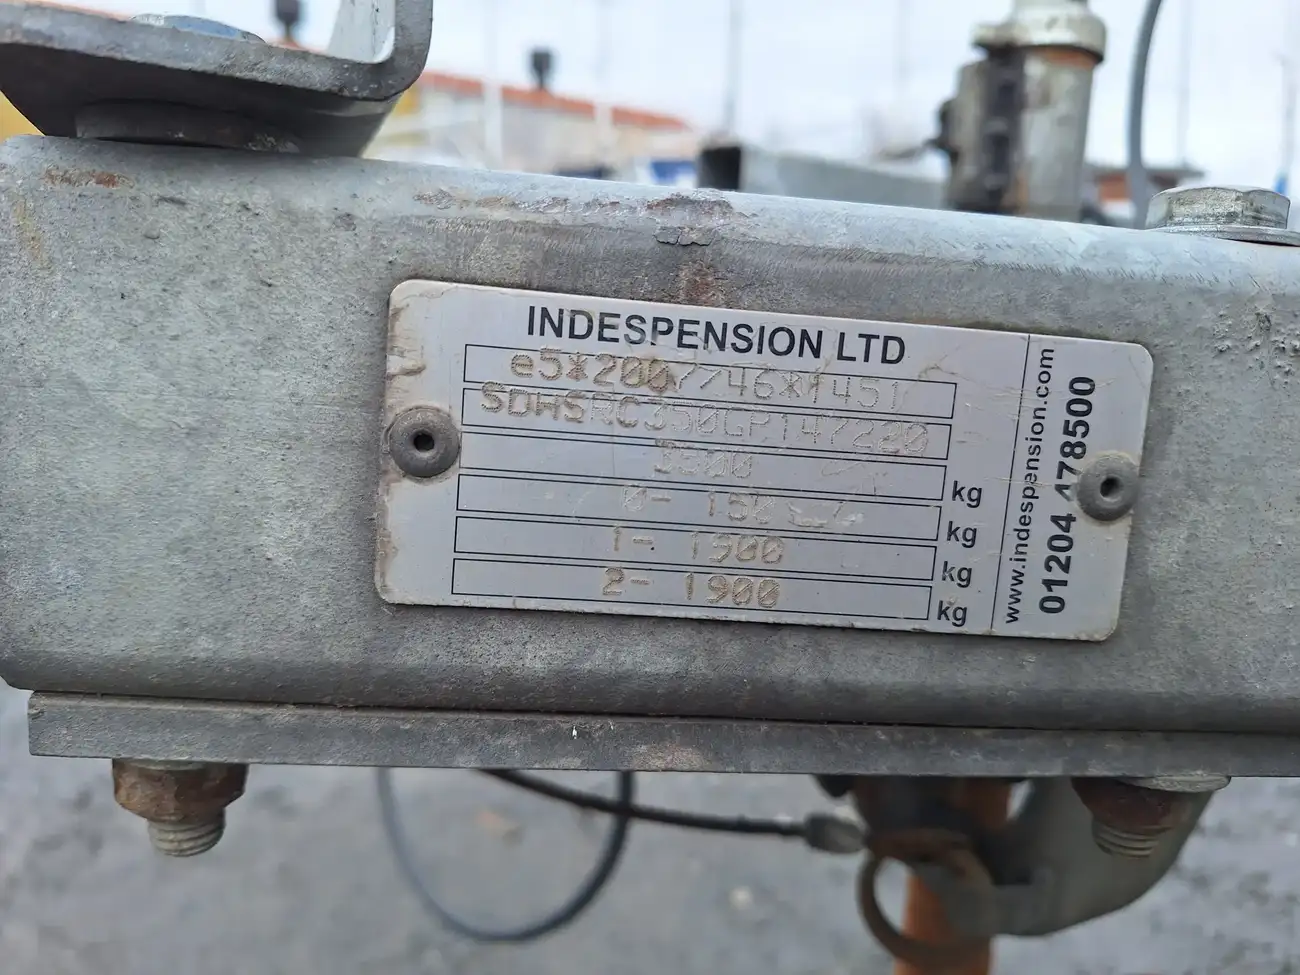 INDESPENSION LTD
e5*2007/46*1451
SDHSRC350GP147220
3500 kg
0- 150 kg
1- 1900 kg
2- 1900 kg
www.indespension.com
01204 478500